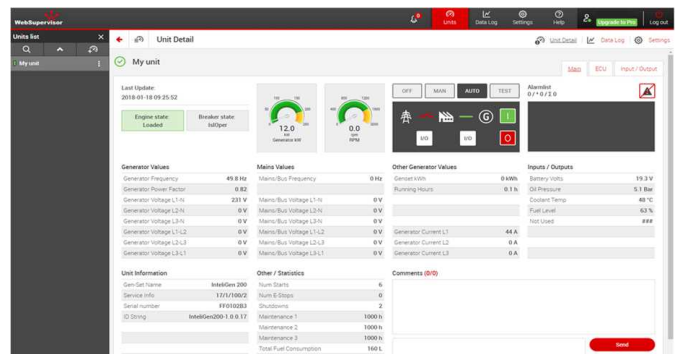 WebSupervisor
Units
Data Log
Settings
Help
Upgrade to Pro
Log out
Units list
×
My unit
Unit Detail
Unit Detail
Data Log
Settings
My unit
Main
ECU
Input / Output
Last Update:
2018-01-18 09:25:52
Engine state
Loaded
Breaker state
IslOper
12.0
kW
Generator kW
0.0
rpm
RPM
OFF
MAN
AUTO
TEST
G
I
I/O
I/O
O
Alarmlist
0 / * 0 / Σ 0
Generator Values
Generator Frequency 49.8 Hz
Generator Power Factor 0.82
Generator Voltage L1-N 231 V
Generator Voltage L2-N 0 V
Generator Voltage L3-N 0 V
Generator Voltage L1-L2 0 V
Generator Voltage L2-L3 0 V
Generator Voltage L3-L1 0 V
Mains Values
Mains/Bus Frequency 0 Hz
Mains/Bus Voltage L1-N 0 V
Mains/Bus Voltage L2-N 0 V
Mains/Bus Voltage L3-N 0 V
Mains/Bus Voltage L1-L2 0 V
Mains/Bus Voltage L2-L3 0 V
Mains/Bus Voltage L3-L1 0 V
Other Generator Values
Genset kWh 0 kWh
Running Hours 0.1 h
Generator Current L1 44 A
Generator Current L2 0 A
Generator Current L3 0 A
Inputs / Outputs
Battery Volts 19.3 V
Oil Pressure 5.1 Bar
Coolant Temp 48 °C
Fuel Level 63 %
Not Used ###
Unit Information
Gen-Set Name InteliGen 200
Service Info 17/1/100/2
Serial number FF0102B3
ID String InteliGen200-1.0.0.17
Other / Statistics
Num Starts 6
Num E-Stops 0
Shutdowns 2
Maintenance 1 1000 h
Maintenance 2 1000 h
Maintenance 3 1000 h
Total Fuel Consumption 160 L
Comments (0/0)
Send